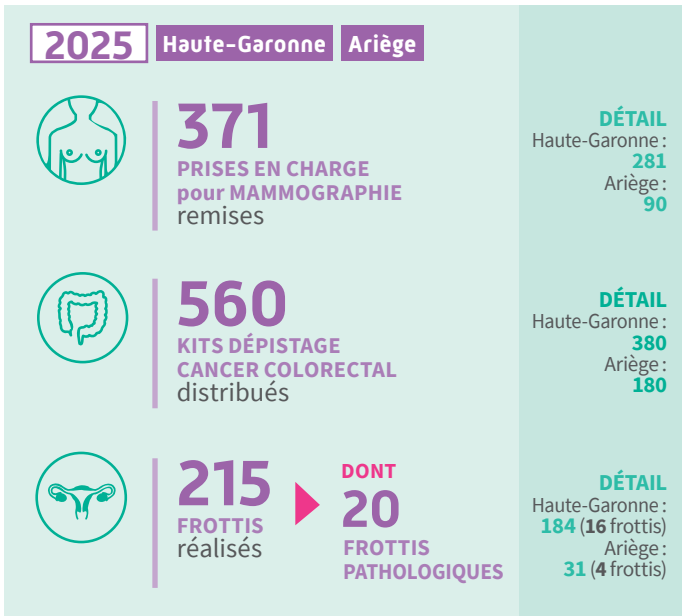 2025 Haute-Garonne Ariège
371
PRISES EN CHARGE
pour MAMMOGRAPHIE
remises
DÉTAIL
Haute-Garonne :
281
Ariège :
90
560
KITS DÉPISTAGE
CANCER COLORECTAL
distribués
DÉTAIL
Haute-Garonne :
380
Ariège :
180
215
FROTTIS
réalisés
DONT
20
FROTTIS
PATHOLOGIQUES
DÉTAIL
Haute-Garonne :
184 (16 frottis)
Ariège :
31 (4 frottis)